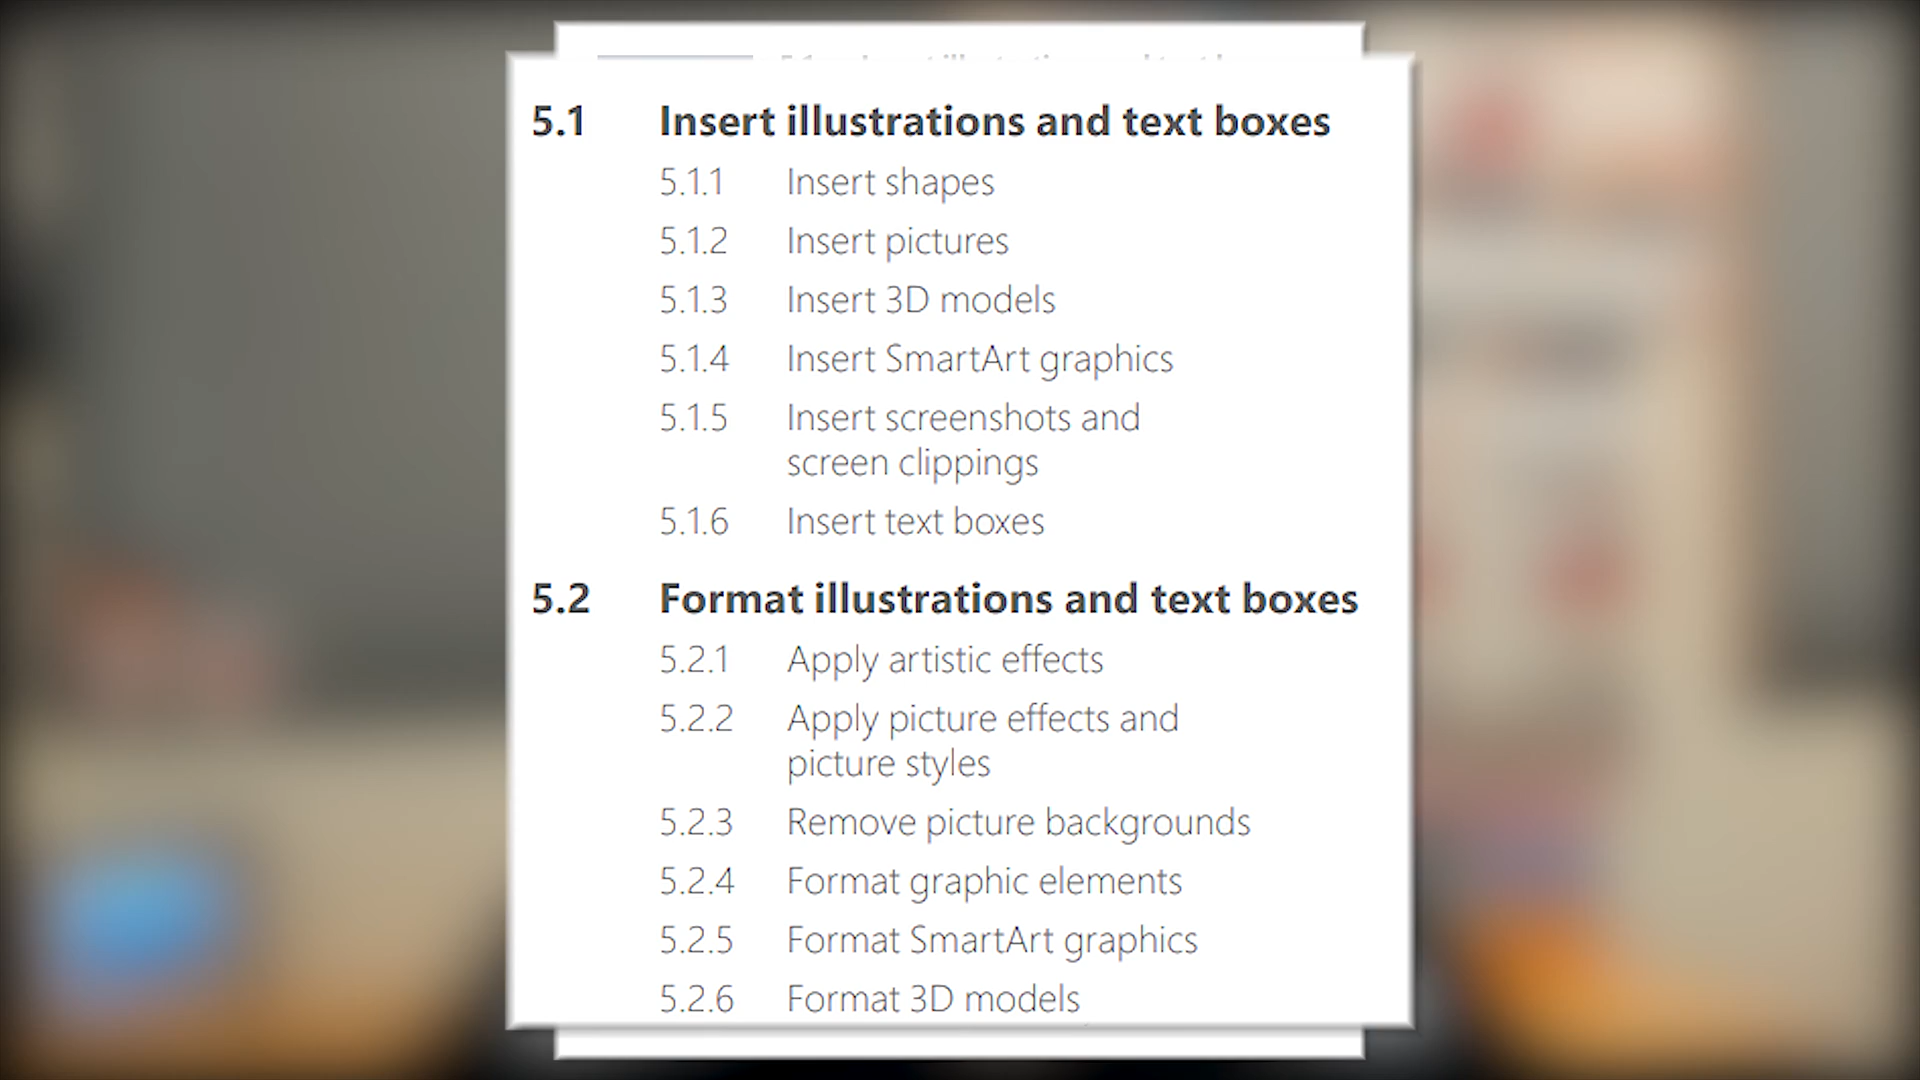 5.1 Insert illustrations and text boxes
5.1.1 Insert shapes
5.1.2 Insert pictures
5.1.3 Insert 3D models
5.1.4 Insert SmartArt graphics
5.1.5 Insert screenshots and
screen clippings
5.1.6 Insert text boxes
5.2 Format illustrations and text boxes
5.2.1 Apply artistic effects
5.2.2 Apply picture effects and
picture styles
5.2.3 Remove picture backgrounds
5.2.4 Format graphic elements
5.2.5 Format SmartArt graphics
5.2.6 Format 3D models